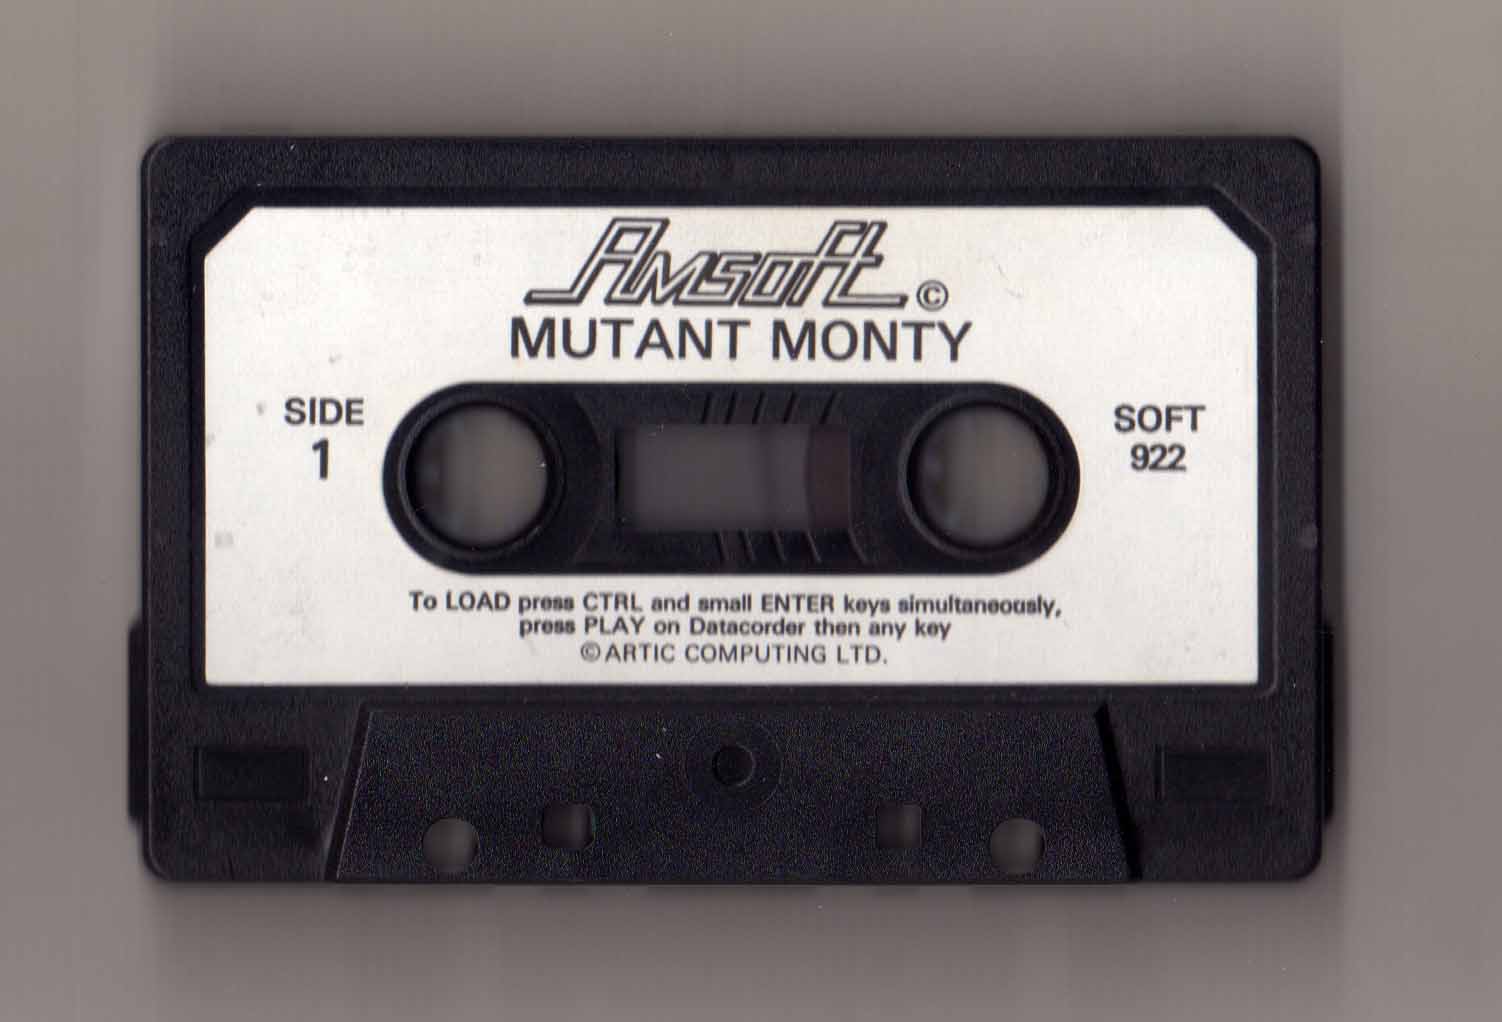 Amsoft ©
MUTANT MONTY
SIDE
1
SOFT
922
To LOAD press CTRL and small ENTER keys simultaneously,
press PLAY on Datacorder then any key
© ARTIC COMPUTING LTD.